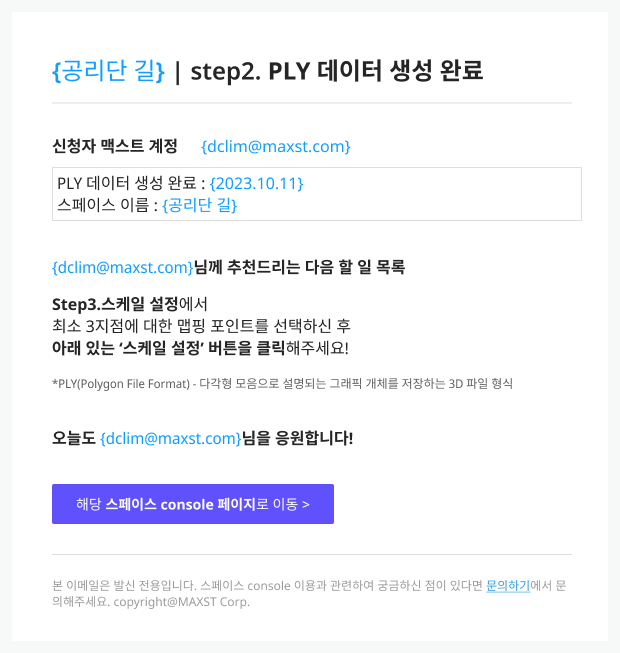 {공리단 길} | step2. PLY 데이터 생성 완료
신청자 맥스트 계정 {dclim@maxst.com}
PLY 데이터 생성 완료 : {2023.10.11}
스페이스 이름 : {공리단 길}
{dclim@maxst.com}님께 추천드리는 다음 할 일 목록
Step3.스케일 설정에서
최소 3지점에 대한 맵핑 포인트를 선택하신 후
아래 있는 ‘스케일 설정’ 버튼을 클릭해주세요!
*PLY(Polygon File Format) - 다각형 모음으로 설명되는 그래픽 개체를 저장하는 3D 파일 형식
오늘도 {dclim@maxst.com}님을 응원합니다!
해당 스페이스 console 페이지로 이동 >
본 이메일은 발신 전용입니다. 스페이스 console 이용과 관련하여 궁금하신 점이 있다면 문의하기에서 문
의해주세요. copyright@MAXST Corp.